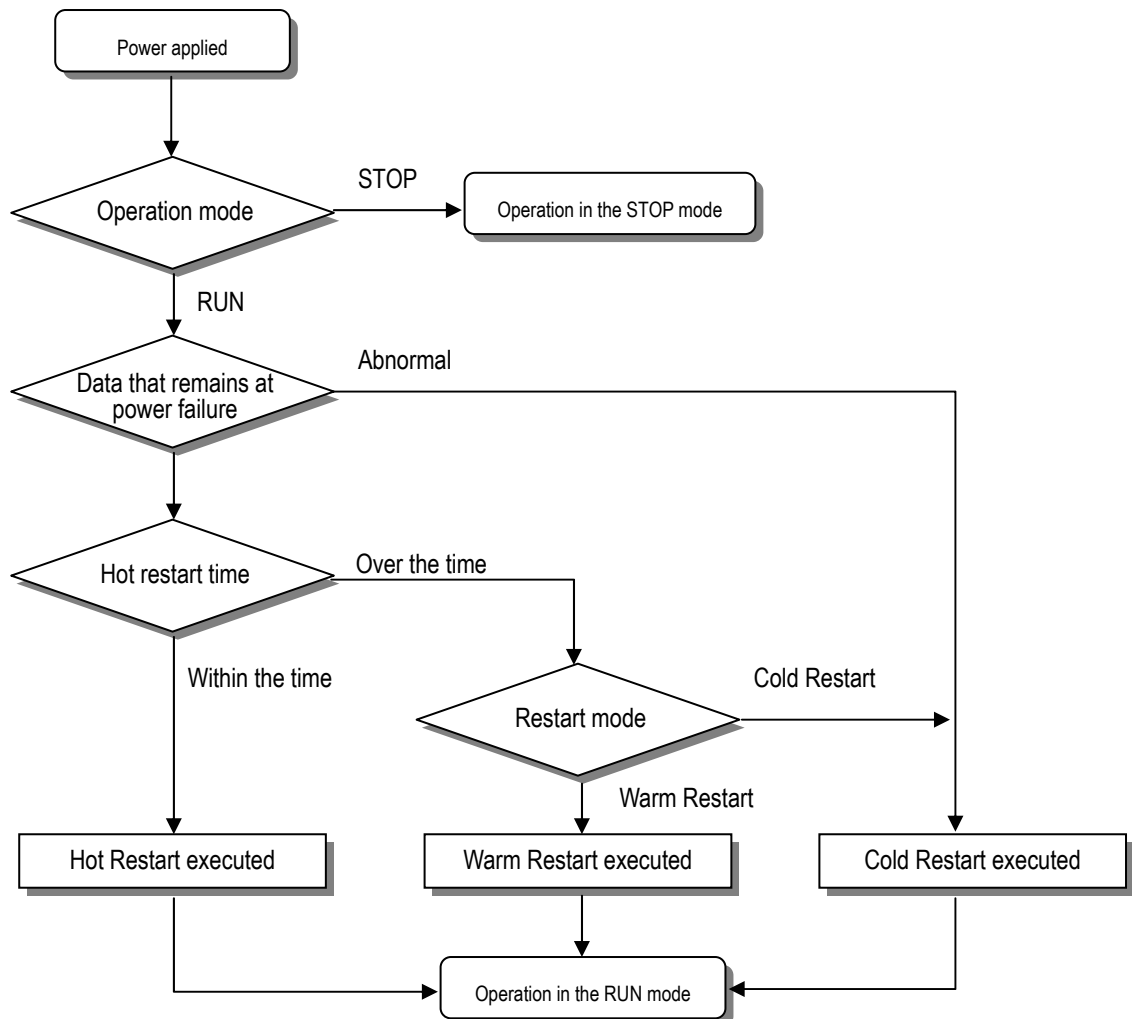 Power applied
STOP
Operation mode
Operation in the STOP mode
RUN
Abnormal
Data that remains at
power failure
Over the time
Hot restart time
Within the time
Cold Restart
Restart mode
Warm Restart
Hot Restart executed
Warm Restart executed
Cold Restart executed
Operation in the RUN mode